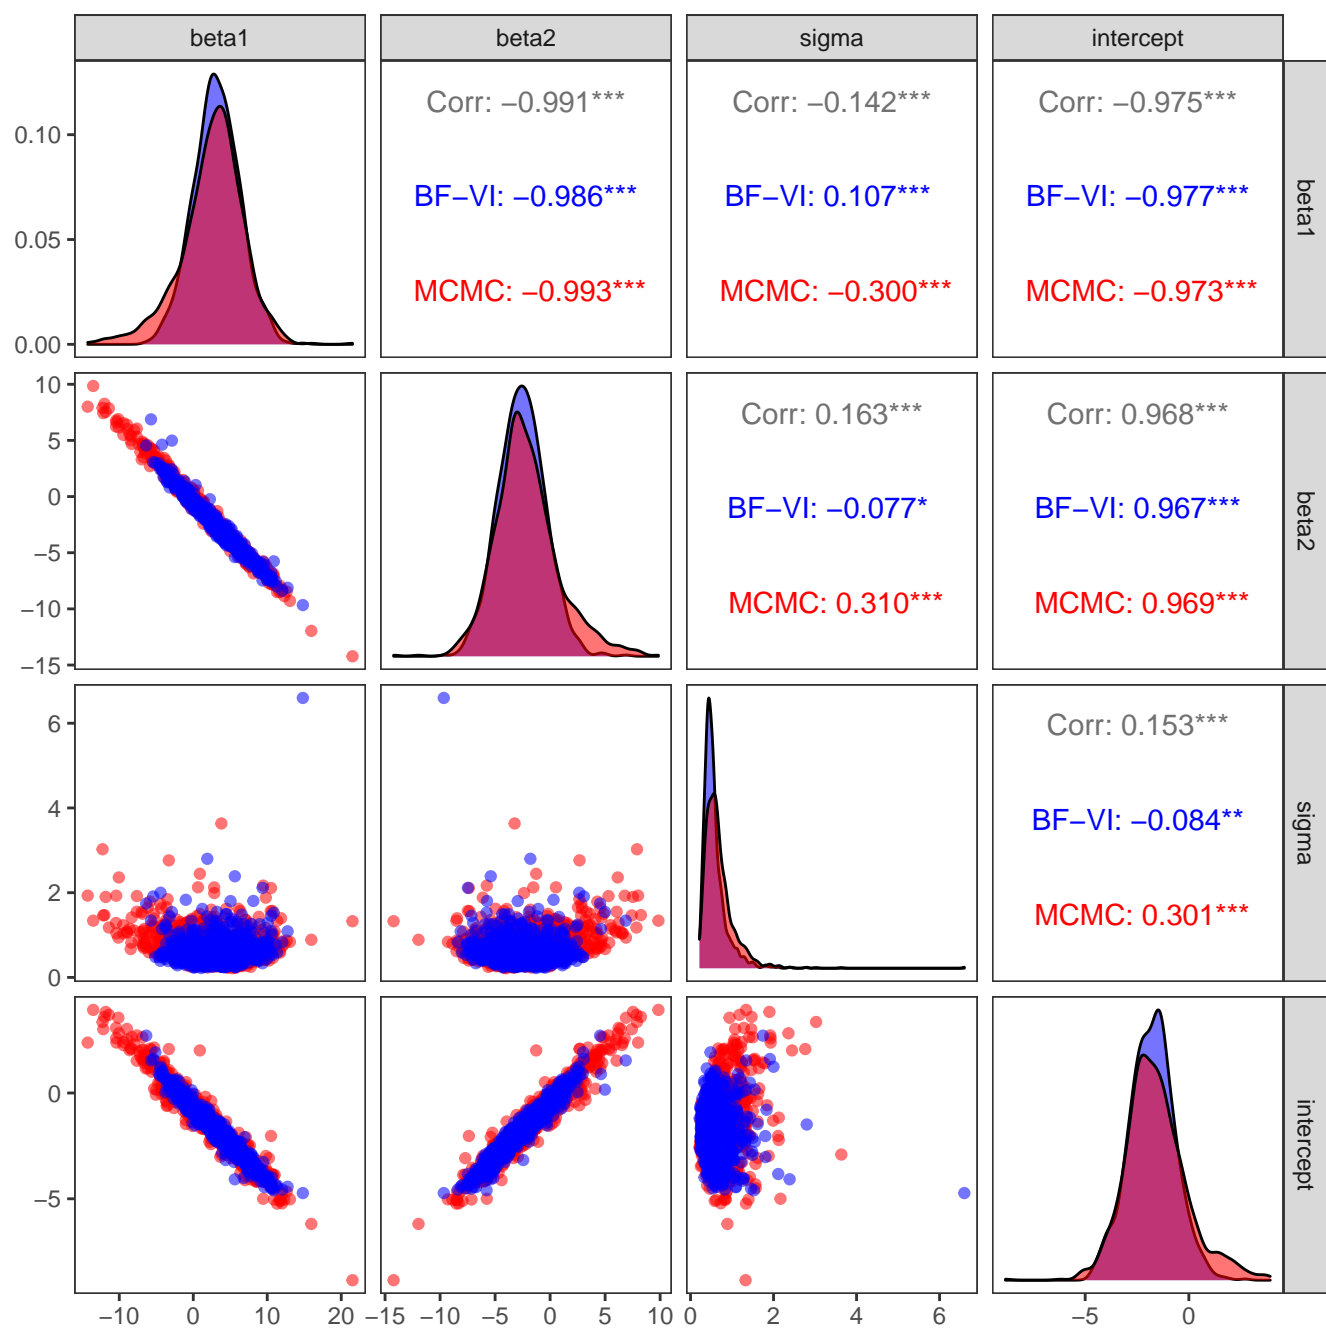 beta1 beta2 sigma intercept
0.10
0.05
0.00
Corr: −0.991***
BF−VI: −0.986***
MCMC: −0.993***
Corr: −0.142***
BF−VI: 0.107***
MCMC: −0.300***
Corr: −0.975***
BF−VI: −0.977***
MCMC: −0.973***
beta1
10
5
0
−5
−10
−15
Corr: 0.163***
BF−VI: −0.077*
MCMC: 0.310***
Corr: 0.968***
BF−VI: 0.967***
MCMC: 0.969***
beta2
6
4
2
0
Corr: 0.153***
BF−VI: −0.084**
MCMC: 0.301***
sigma
0
−5
intercept
−10 0 10 20 −15 −10 −5 0 5 10 0 2 4 6 −5 0